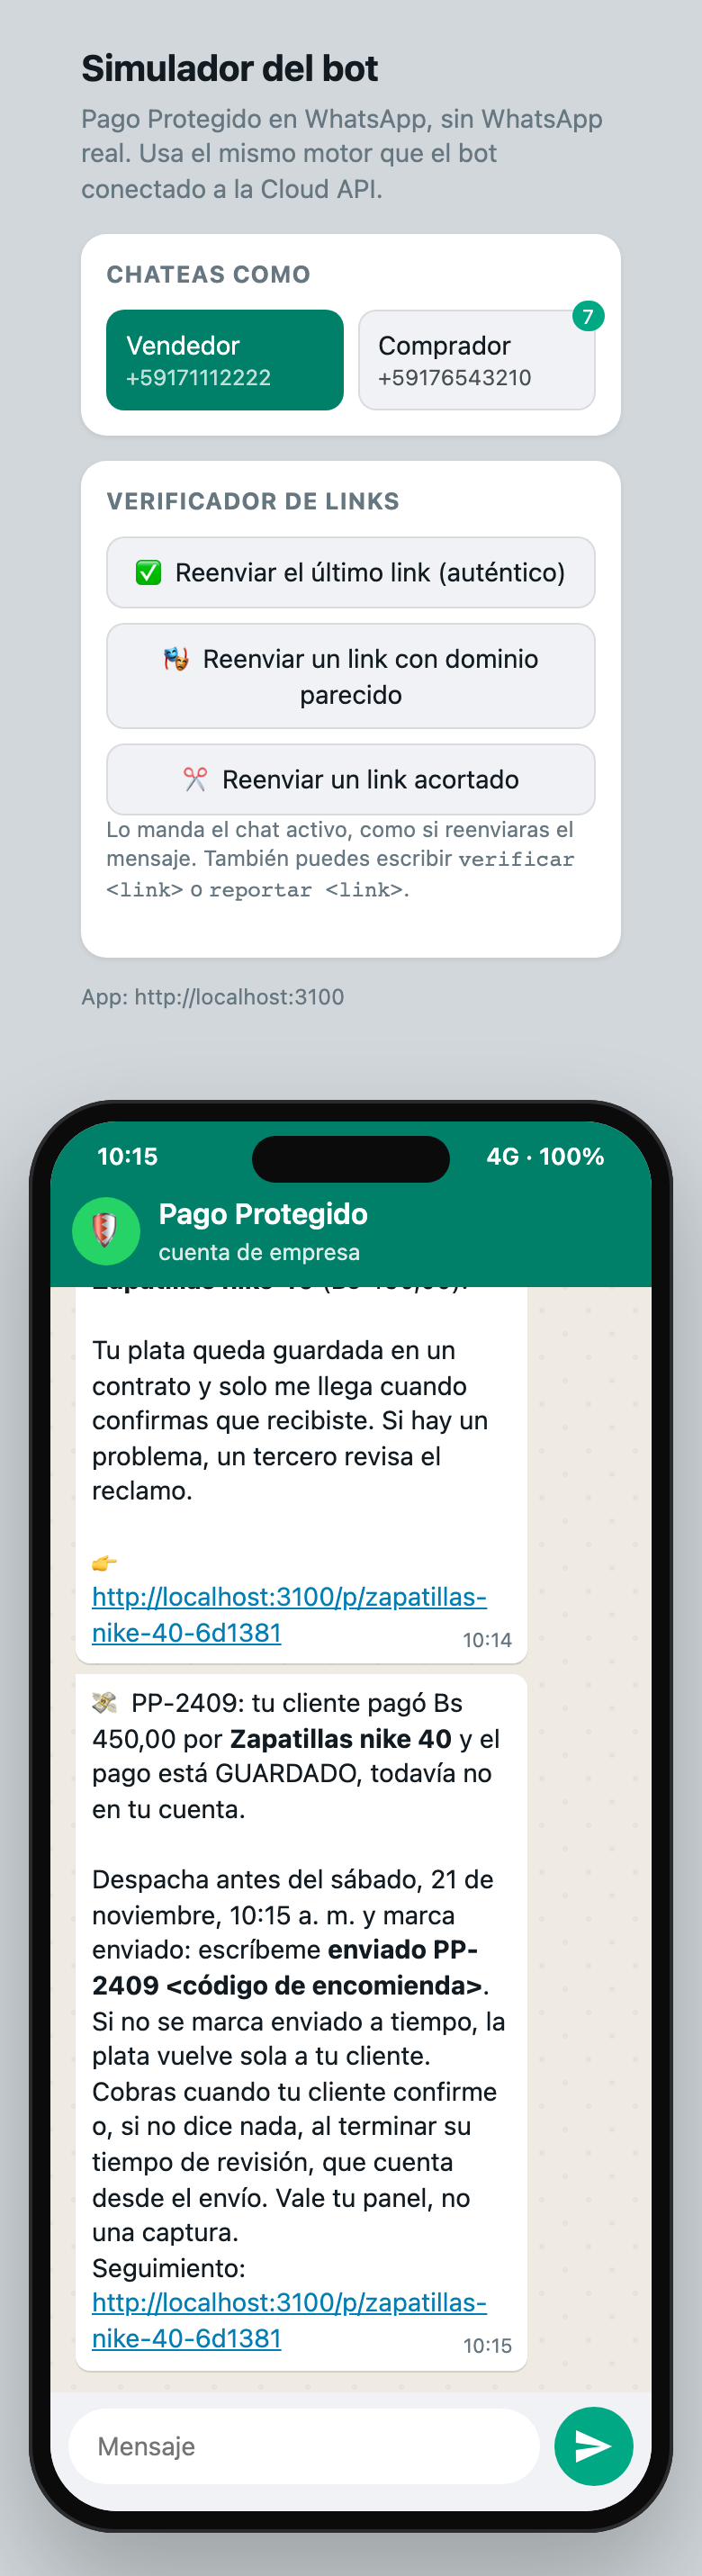 Simulador del bot
Pago Protegido en WhatsApp, sin WhatsApp
real. Usa el mismo motor que el bot
conectado a la Cloud API.
CHATEAS COMO
Vendedor
+59171112222
Comprador
+59176543210
7
VERIFICADOR DE LINKS
✅ Reenviar el último link (auténtico)
🎭 Reenviar un link con dominio
parecido
✂️ Reenviar un link acortado
Lo manda el chat activo, como si reenviaras el
mensaje. También puedes escribir verificar
<link> o reportar <link>.
App: http://localhost:3100
10:15
4G · 100%
Pago Protegido
cuenta de empresa
Tu plata queda guardada en un
contrato y solo me llega cuando
confirmas que recibiste. Si hay un
problema, un tercero revisa el
reclamo.
👉
http://localhost:3100/p/zapatillas-
nike-40-6d1381
10:14
💸 PP-2409: tu cliente pagó Bs
450,00 por Zapatillas nike 40 y el
pago está GUARDADO, todavía no
en tu cuenta.
Despacha antes del sábado, 21 de
noviembre, 10:15 a. m. y marca
enviado: escríbeme enviado PP-
2409 <código de encomienda>.
Si no se marca enviado a tiempo, la
plata vuelve sola a tu cliente.
Cobras cuando tu cliente confirme
o, si no dice nada, al terminar su
tiempo de revisión, que cuenta
desde el envío. Vale tu panel, no
una captura.
Seguimiento:
http://localhost:3100/p/zapatillas-
nike-40-6d1381
10:15
Mensaje